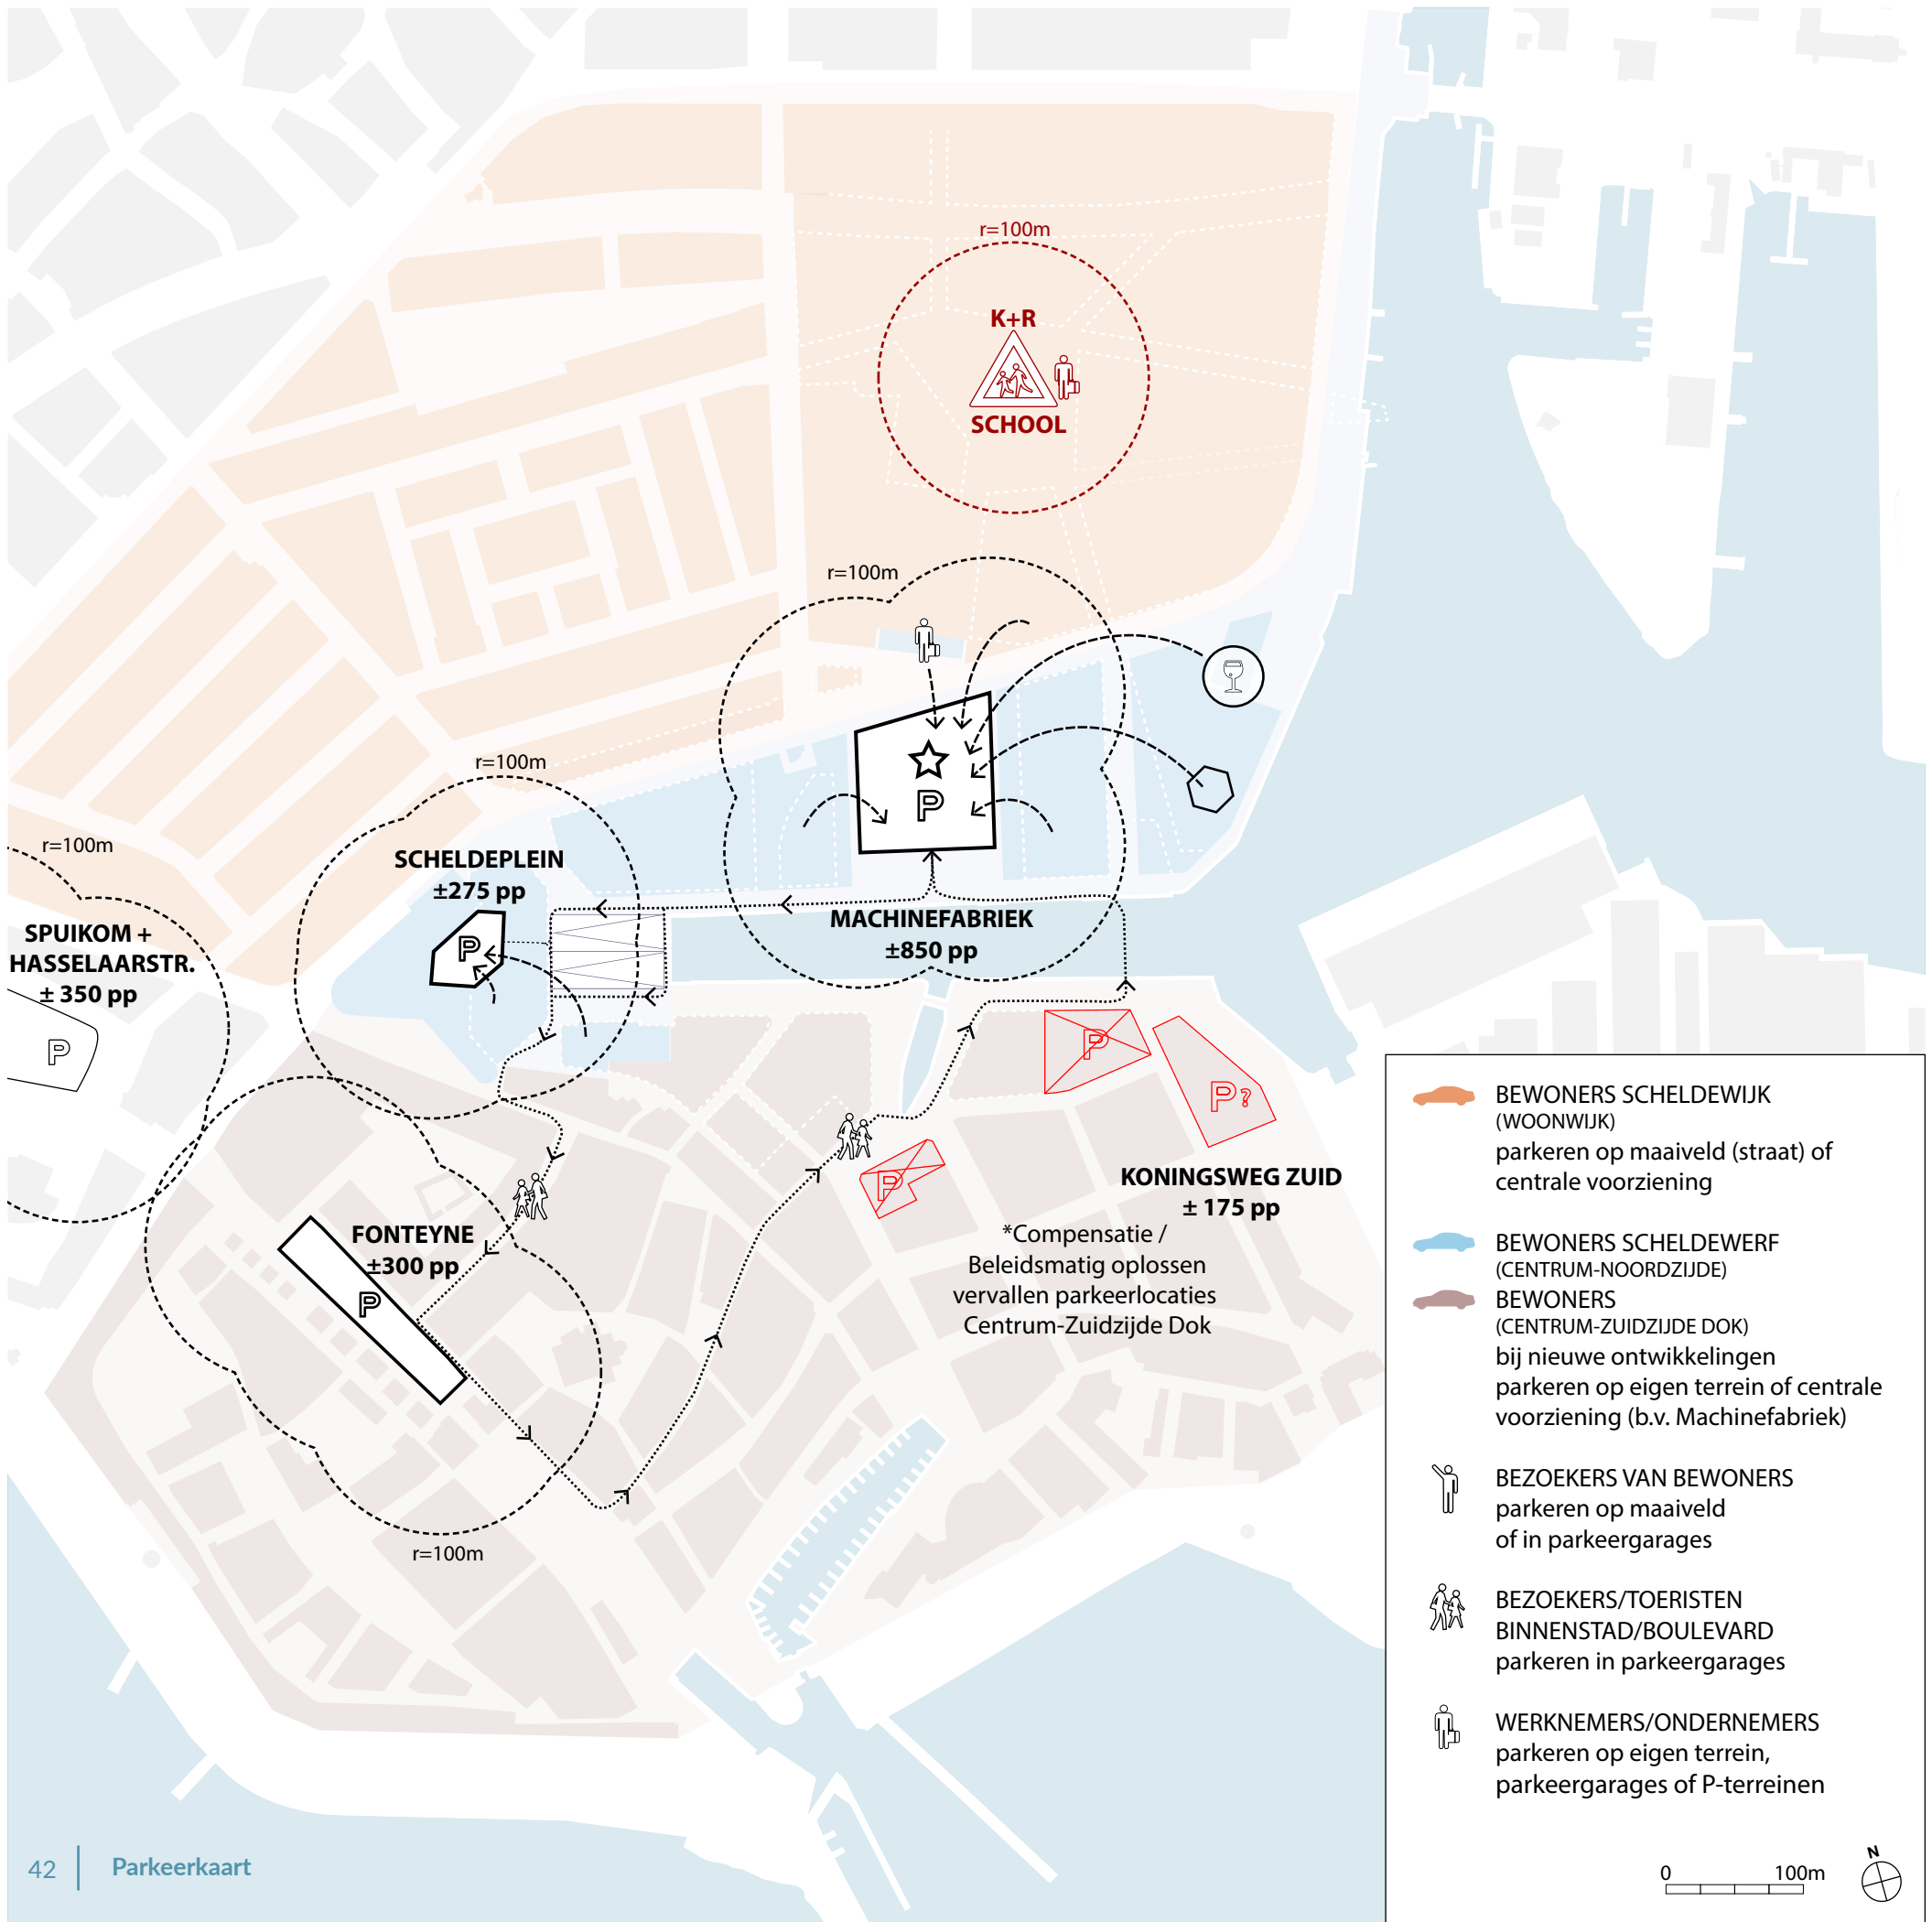 r=100m
K+R
SCHOOL
r=100m
P
r=100m
SCHELDEPLEIN
±275 pp
P
r=100m
SPUIKOM +
HASSELAARSTR.
± 350 pp
P
MACHINEFABRIEK
±850 pp
P
P?
P
KONINGSWEG ZUID
± 175 pp
*Compensatie /
Beleidsmatig oplossen
vervallen parkeerlocaties
Centrum-Zuidzijde Dok
FONTEYNE
±300 pp
P
r=100m
BEWONERS SCHELDEWIJK
(WOONWIJK)
parkeren op maaiveld (straat) of
centrale voorziening
BEWONERS SCHELDEWERF
(CENTRUM-NOORDZIJDE)
BEWONERS
(CENTRUM-ZUIDZIJDE DOK)
bij nieuwe ontwikkelingen
parkeren op eigen terrein of centrale
voorziening (b.v. Machinefabriek)
BEZOEKERS VAN BEWONERS
parkeren op maaiveld
of in parkeergarages
BEZOEKERS/TOERISTEN
BINNENSTAD/BOULEVARD
parkeren in parkeergarages
WERKNEMERS/ONDERNEMERS
parkeren op eigen terrein,
parkeergarages of P-terreinen
0 100m
N
42 Parkeerkaart